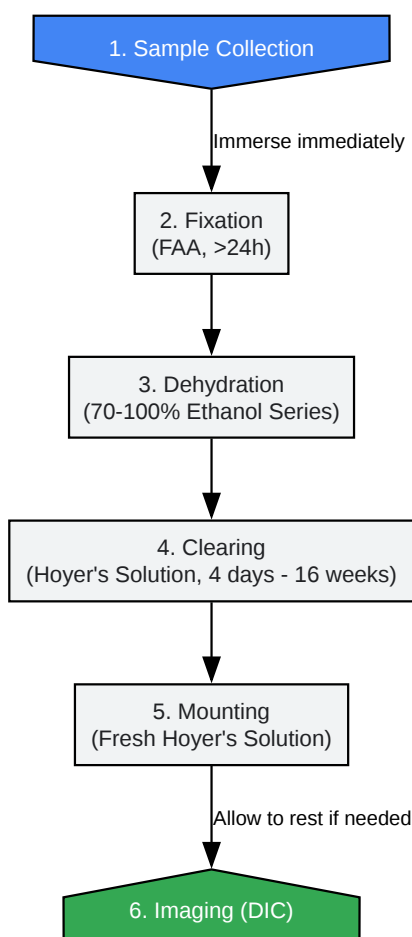 1. Sample Collection
Immerse immediately
2. Fixation
(FAA, >24h)
3. Dehydration
(70-100% Ethanol Series)
4. Clearing
(Hoyer's Solution, 4 days - 16 weeks)
5. Mounting
(Fresh Hoyer's Solution)
Allow to rest if needed
6. Imaging (DIC)